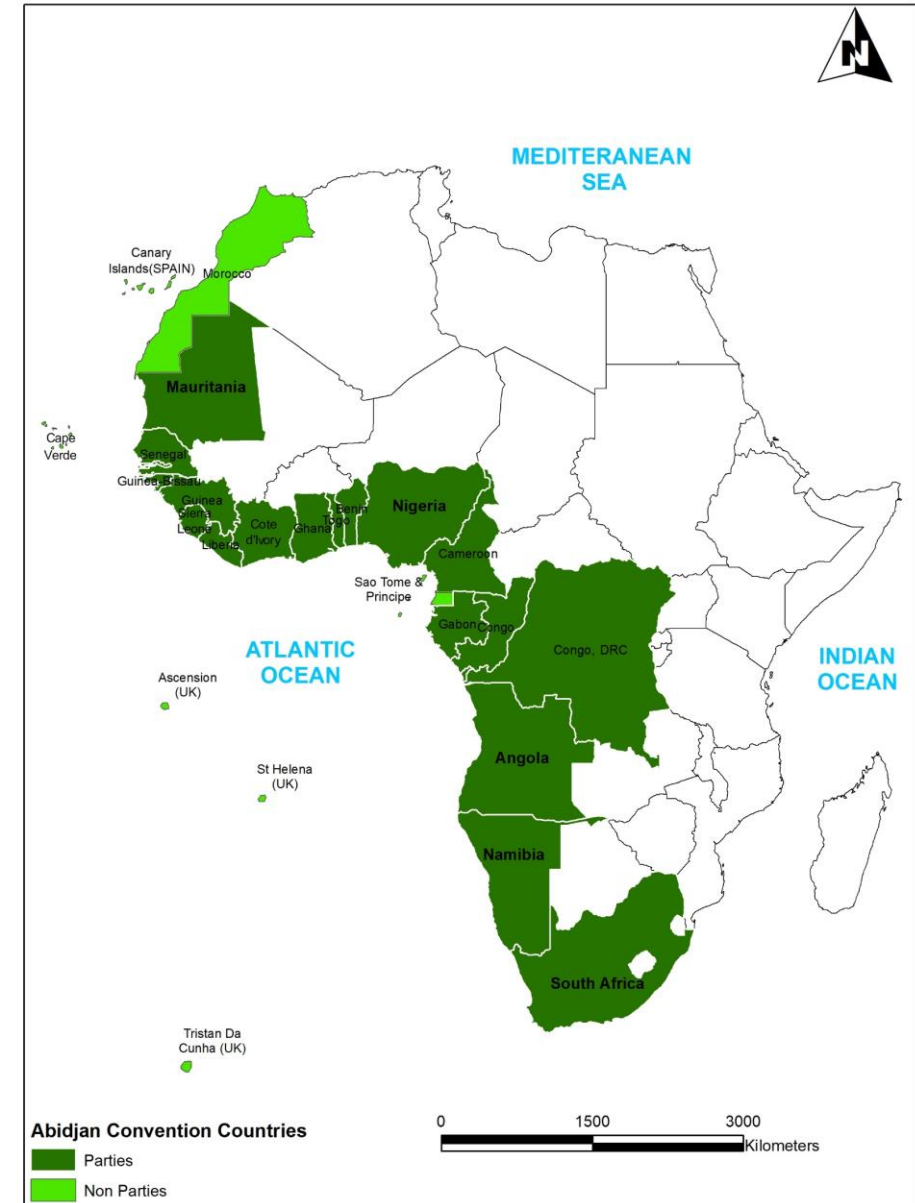 N
MEDITERANEAN
SEA
Canary
Islands(SPAIN)
Morocco
Mauritania
Cape
Verde
Senegal
Guinea-Bissau
Guinea
Sierra
Leone
Liberia
Cote
d'Ivory
Ghana
Togo
Benin
Nigeria
Cameroon
Sao Tome &
Principe
Gabon
Congo
Congo, DRC
ATLANTIC
OCEAN
INDIAN
OCEAN
Ascension
(UK)
St Helena
(UK)
Angola
Namibia
South Africa
Tristan Da
Cunha (UK)
Abidjan Convention Countries
Parties
Non Parties
0 1500 3000
Kilometers